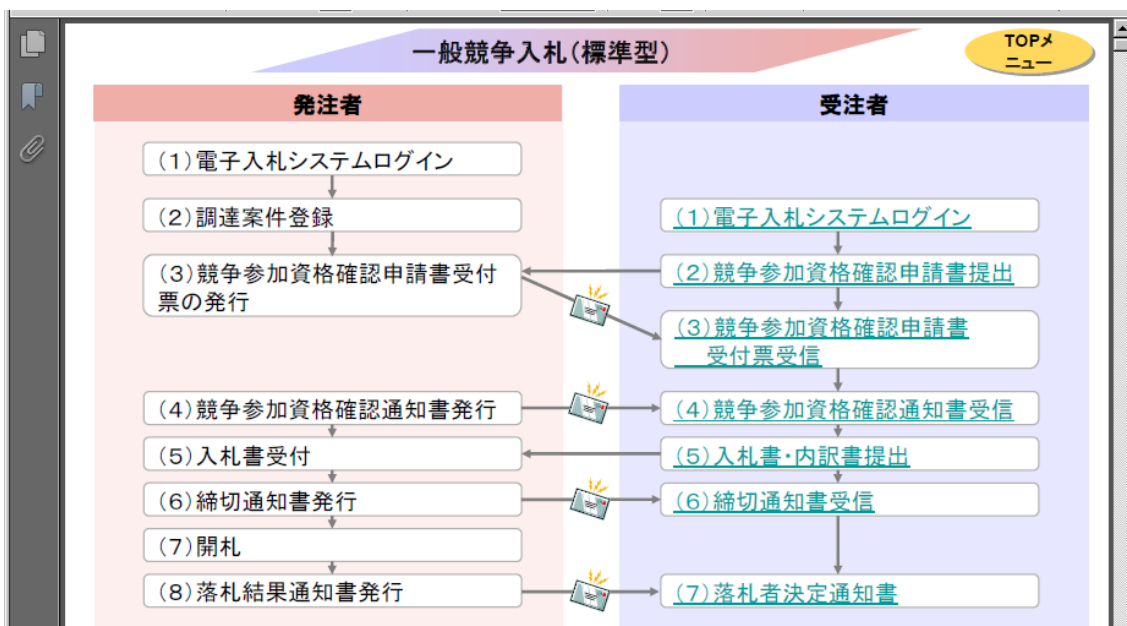 一般競争入札(標準型)
TOPメ
ニュー
発注者
(1)電子入札システムログイン
(2)調達案件登録
(3)競争参加資格確認申請書受付
票の発行
(4)競争参加資格確認通知書発行
(5)入札書受付
(6)締切通知書発行
(7)開札
(8)落札結果通知書発行
受注者
(1)電子入札システムログイン
(2)競争参加資格確認申請書提出
(3)競争参加資格確認申請書
受付票受信
(4)競争参加資格確認通知書受信
(5)入札書・内訳書提出
(6)締切通知書受信
(7)落札者決定通知書